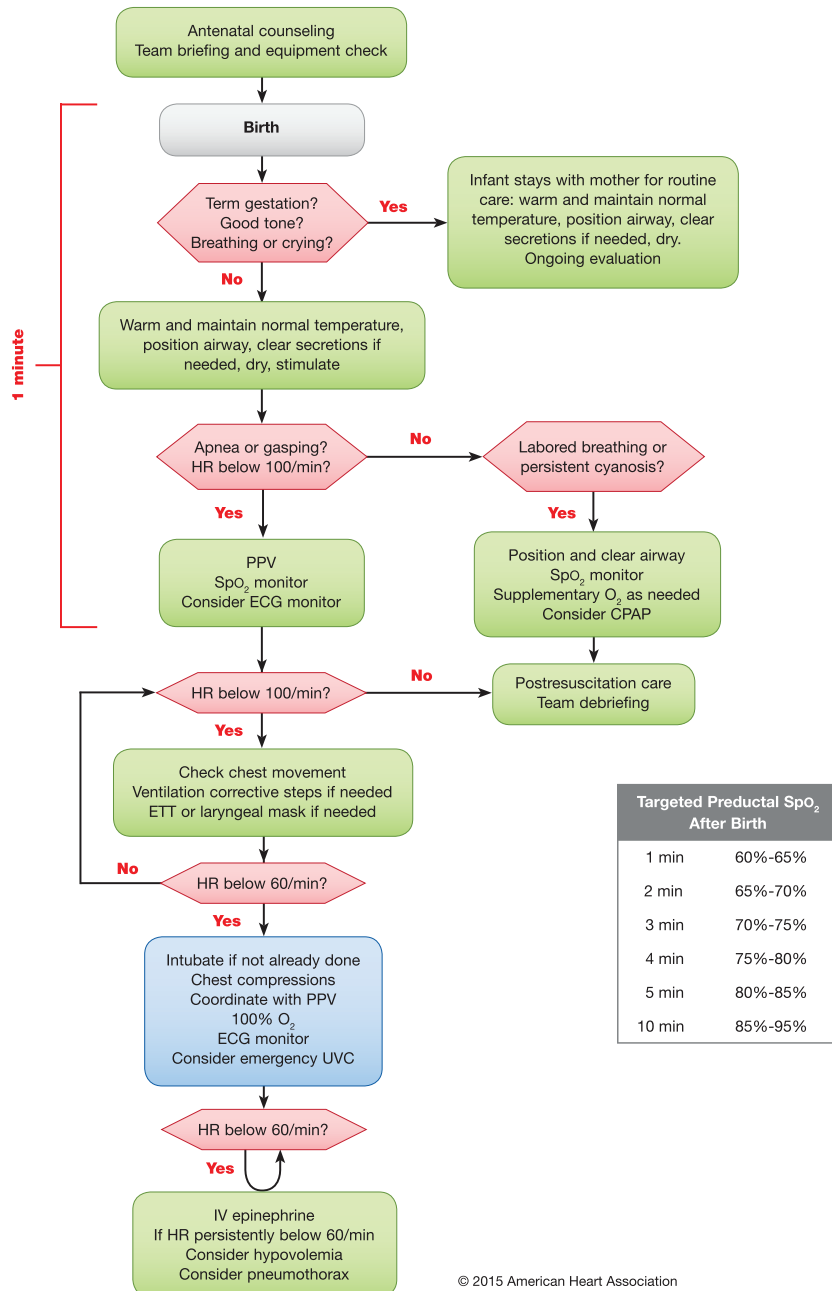 Antenatal counseling
Team briefing and equipment check
Birth
Term gestation?
Good tone?
Breathing or crying?
Yes
Infant stays with mother for routine
care: warm and maintain normal
temperature, position airway, clear
secretions if needed, dry.
Ongoing evaluation
No
1 minute
Warm and maintain normal temperature,
position airway, clear secretions if
needed, dry, stimulate
Apnea or gasping?
HR below 100/min?
No
Labored breathing or
persistent cyanosis?
Yes
Yes
PPV
SpO₂ monitor
Consider ECG monitor
Position and clear airway
SpO₂ monitor
Supplementary O₂ as needed
Consider CPAP
HR below 100/min?
No
Postresuscitation care
Team debriefing
Yes
Check chest movement
Ventilation corrective steps if needed
ETT or laryngeal mask if needed
No
HR below 60/min?
Yes
Intubate if not already done
Chest compressions
Coordinate with PPV
100% O₂
ECG monitor
Consider emergency UVC
HR below 60/min?
Yes
IV epinephrine
If HR persistently below 60/min
Consider hypovolemia
Consider pneumothorax
Targeted Preductal SpO₂
After Birth
1 min 60%-65%
2 min 65%-70%
3 min 70%-75%
4 min 75%-80%
5 min 80%-85%
10 min 85%-95%
© 2015 American Heart Association